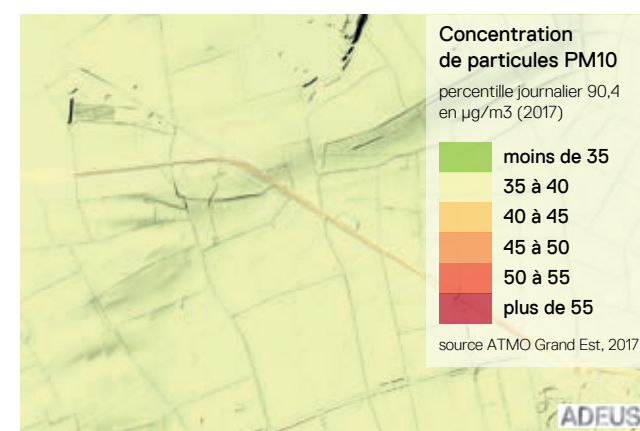 Concentration
de particules PM10
percentille journalier 90,4
en µg/m3 (2017)
moins de 35
35 à 40
40 à 45
45 à 50
50 à 55
plus de 55
source ATMO Grand Est, 2017
ADEUS